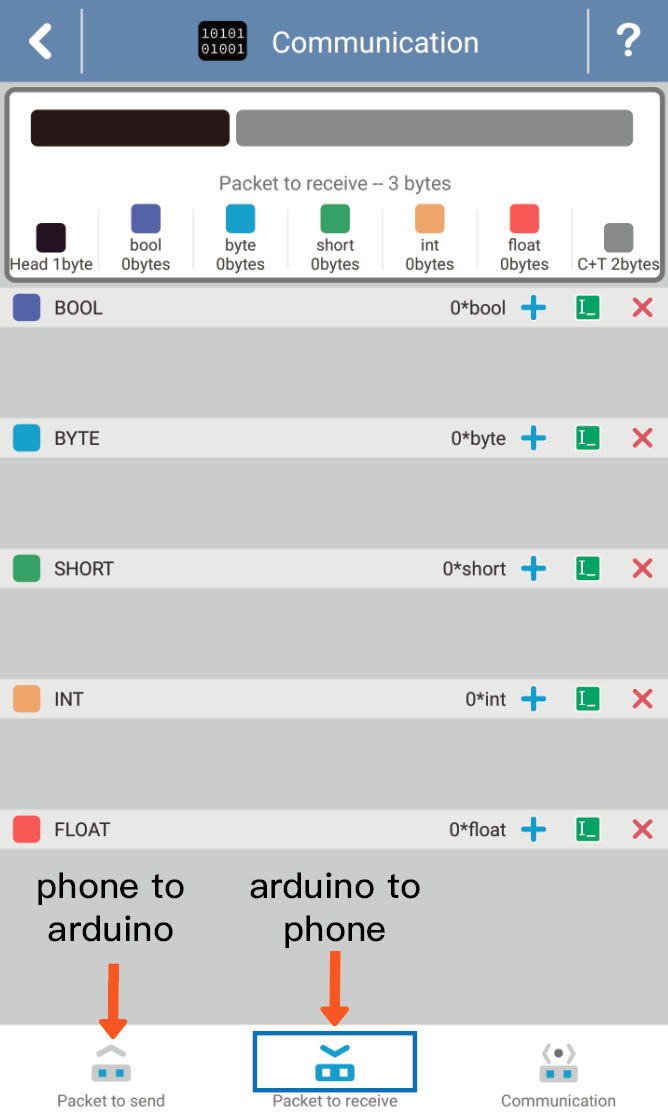 10101
01001
Communication
?
Packet to receive -- 3 bytes
Head 1byte
bool
0bytes
byte
0bytes
short
0bytes
int
0bytes
float
0bytes
C+T 2bytes
BOOL 0*bool
BYTE 0*byte
SHORT 0*short
INT 0*int
FLOAT 0*float
phone to
arduino
arduino to
phone
Packet to send
Packet to receive
Communication